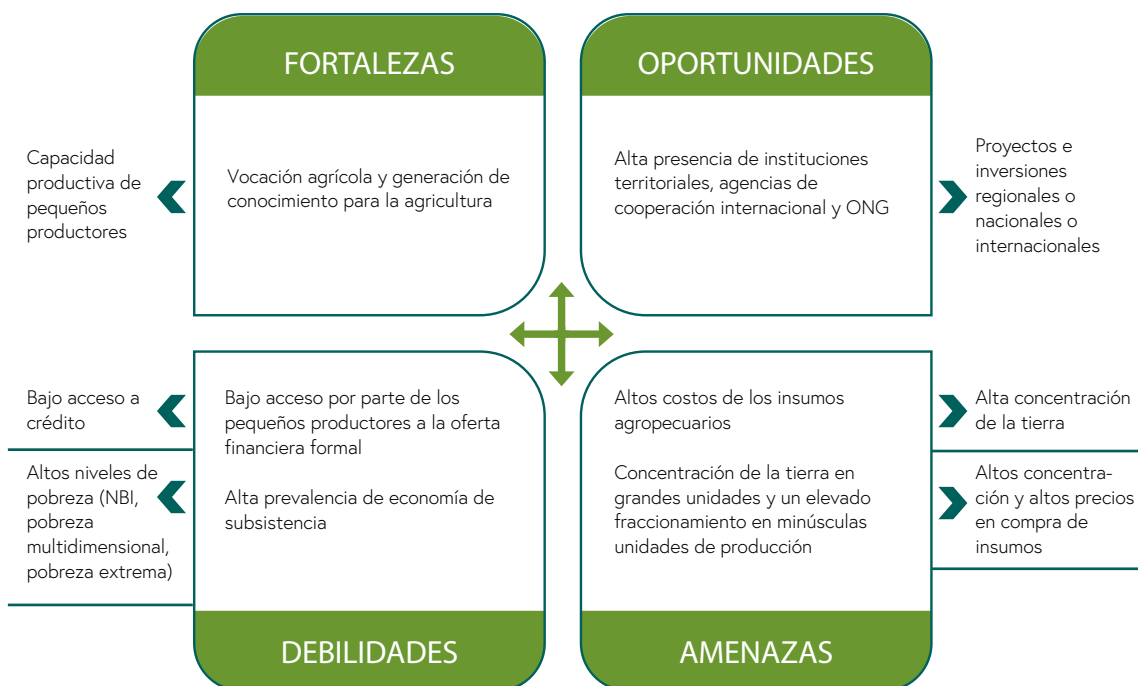 FORTALEZAS
Capacidad
productiva de
pequeños
productores
Vocación agrícola y generación de
conocimiento para la agricultura
OPORTUNIDADES
Alta presencia de instituciones
territoriales, agencias de
cooperación internacional y ONG
Proyectos e
inversiones
regionales o
nacionales o
internacionales
Bajo acceso a
crédito
Altos niveles de
pobreza (NBI,
pobreza
multidimensional,
pobreza extrema)
Bajo acceso por parte de los
pequeños productores a la oferta
financiera formal
Alta prevalencia de economía de
subsistencia
DEBILIDADES
Altos costos de los insumos
agropecuarios
Concentración de la tierra en
grandes unidades y un elevado
fraccionamiento en minúsculas
unidades de producción
Alta concentración
de la tierra
Altos concentra-
ción y altos precios
en compra de
insumos
AMENAZAS